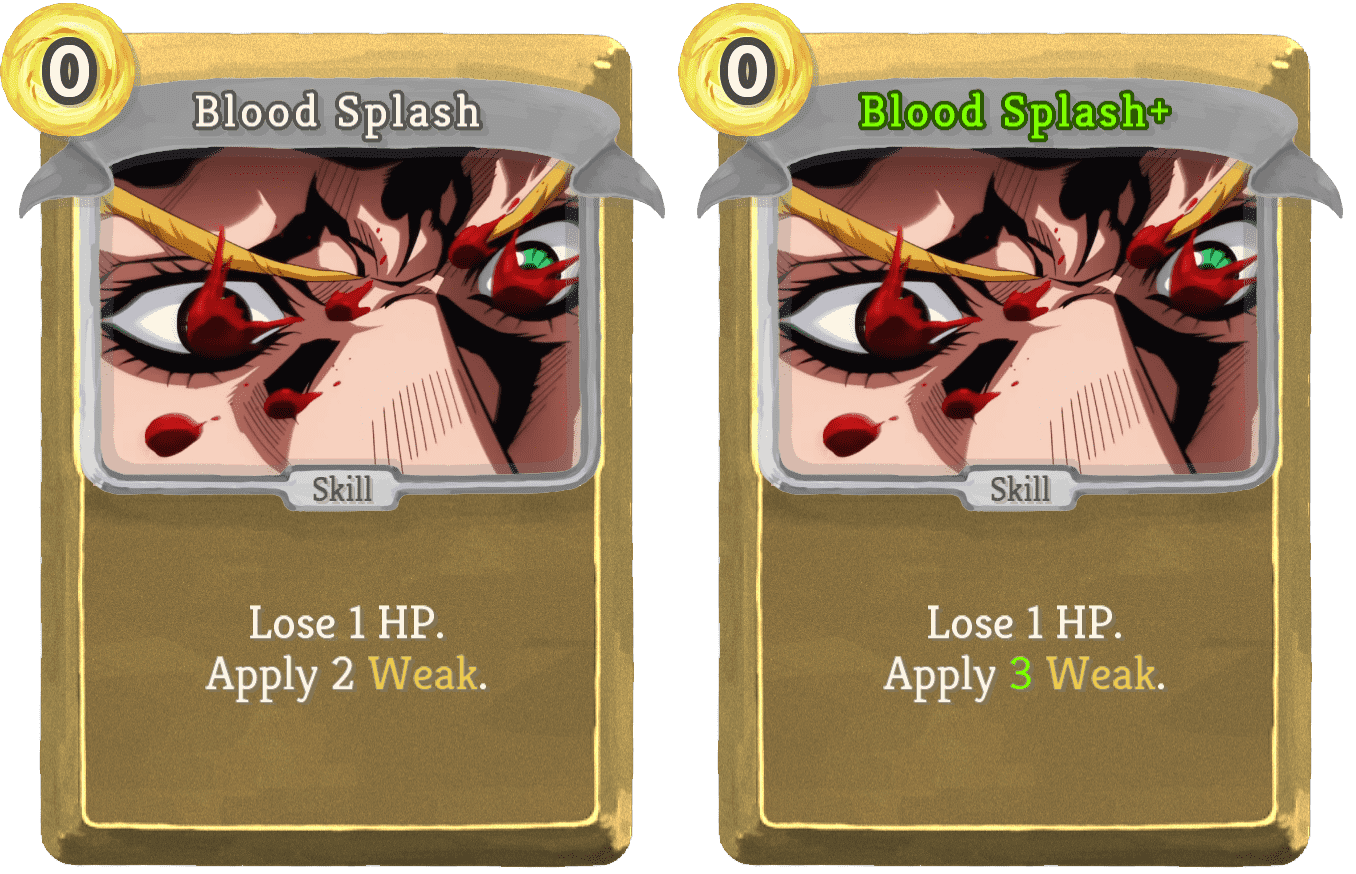 0
Blood Splash
Skill
Lose 1 HP.
Apply 2 Weak.
0
Blood Splash+
Skill
Lose 1 HP.
Apply 3 Weak.